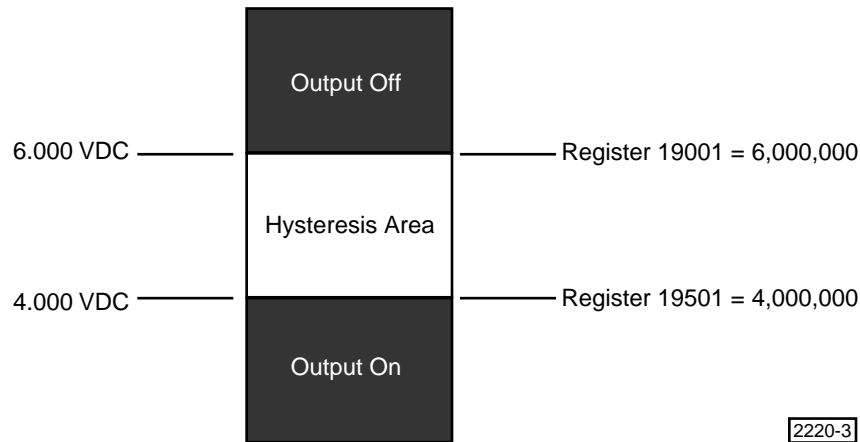 Output Off
6.000 VDC
Register 19001 = 6,000,000
Hysteresis Area
4.000 VDC
Register 19501 = 4,000,000
Output On
2220-3